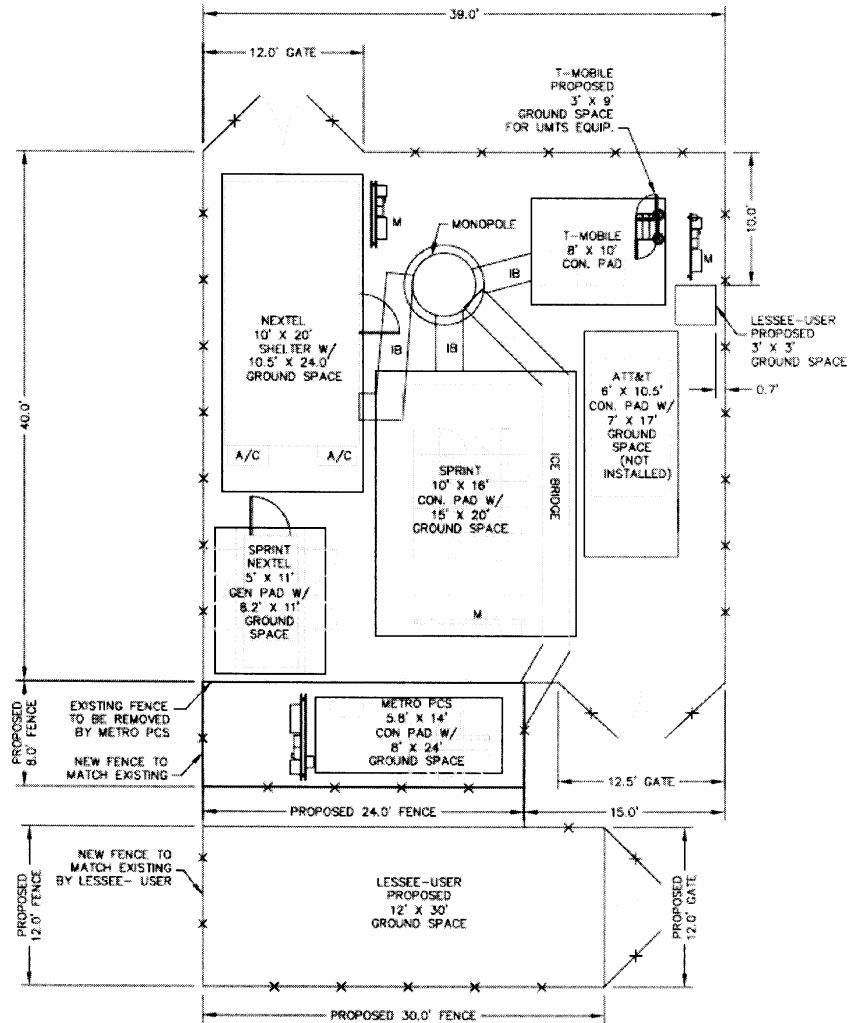 39.0'
12.0' GATE
T-MOBILE
PROPOSED
3' X 9'
GROUND SPACE
FOR UMTS EQUIP.
MONOPOLE
M
T-MOBILE
8' X 10'
CON. PAD
M
10.0'
IB
NEXTEL
10' X 20'
SHELTER W/
10.5' X 24.0'
GROUND SPACE
IB
IB
LESSEE-USER
PROPOSED
3' X 3'
GROUND SPACE
0.7'
ATT&T
6' X 10.5'
CON. PAD W/
7' X 17'
GROUND
SPACE
(NOT
INSTALLED)
40.0'
A/C
A/C
SPRINT
10' X 16'
CON. PAD W/
15' X 20'
GROUND SPACE
ICE BRIDGE
M
SPRINT
NEXTEL
5' X 11'
GEN PAD W/
8.2' X 11'
GROUND
SPACE
PROPOSED
8.0' FENCE
EXISTING FENCE
TO BE REMOVED
BY METRO PCS
NEW FENCE TO
MATCH EXISTING
METRO PCS
5.8' X 14'
CON PAD W/
8' X 24'
GROUND SPACE
12.5' GATE
PROPOSED 24.0' FENCE
15.0'
PROPOSED
12.0' FENCE
NEW FENCE TO
MATCH EXISTING
BY LESSEE- USER
LESSEE-USER
PROPOSED
12' X 30'
GROUND SPACE
PROPOSED
12.0' GATE
PROPOSED 30.0' FENCE